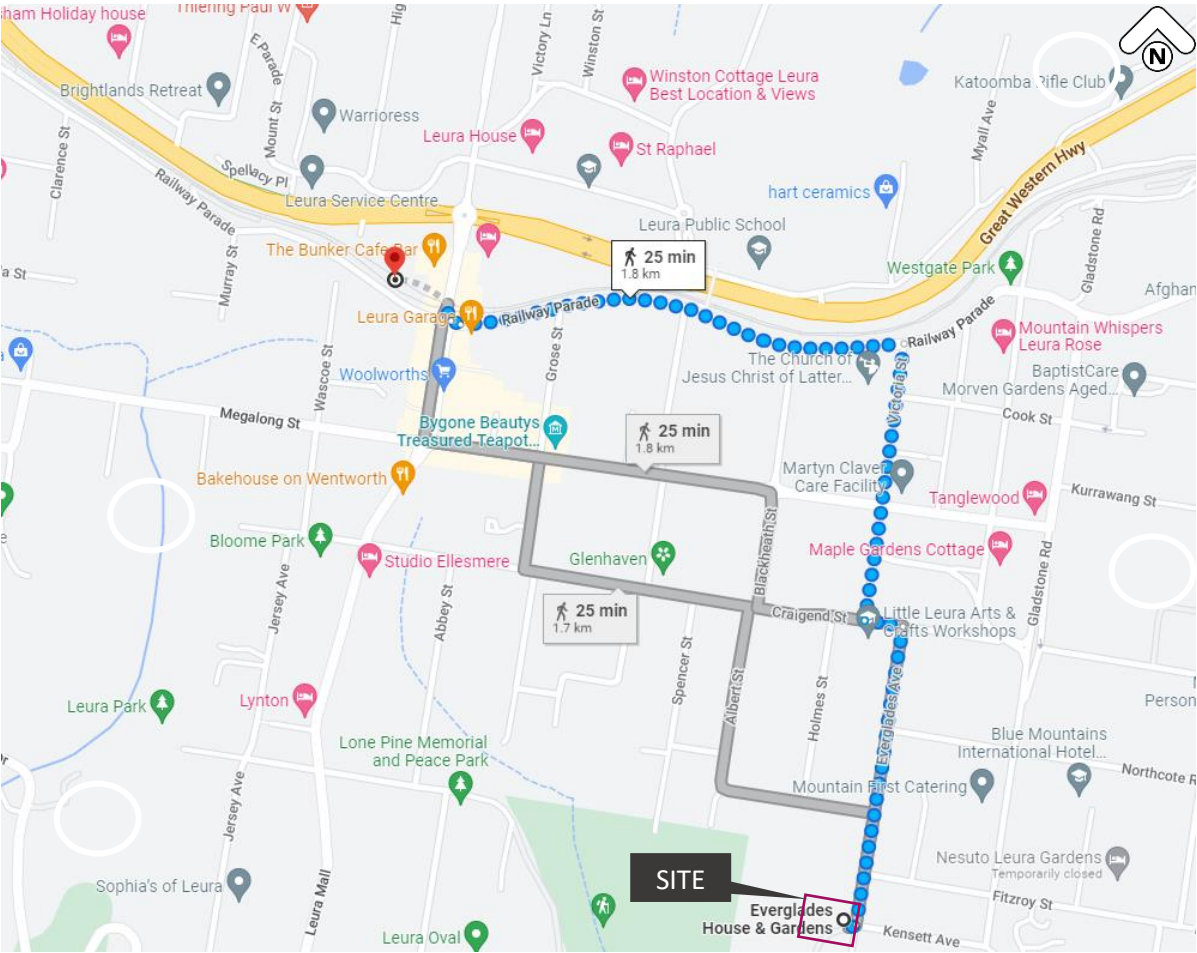 sham Holiday house
Thiering Paul W
Hig
Victory Ln
Winston St
N
E Parade
Brightlands Retreat
Mount St
Warrioress
Winston Cottage Leura
Best Location & Views
Katoomba Rifle Club
Myall Ave
Leura House
St Raphael
Clarence St
Spellacy Pl
Railway Parade
Leura Service Centre
hart ceramics
Great Western Hwy
Leura Public School
The Bunker Cafe Bar
25 min
1.8 km
Westgate Park
Gladstone Rd
a St
Murray St
Afghan
Leura Garage
Railway Parade
Railway Parade
Mountain Whispers
Leura Rose
Grose St
Wascoe St
Woolworths
The Church of
Jesus Christ of Latter...
Victoria St
BaptistCare
Morven Gardens Aged...
Megalong St
Cook St
Bygone Beautys
Treasured Teapot...
25 min
1.8 km
Bakehouse on Wentworth
Martyn Claver
Care Facility
Tanglewood
Kurrawang St
Blackheath St
Bloome Park
Studio Ellesmere
Glenhaven
Maple Gardens Cottage
Gladstone Rd
Jersey Ave
Abbey St
25 min
1.7 km
Craigend St
Little Leura Arts &
Crafts Workshops
Spencer St
Albert St
Holmes St
Everglades Ave
Leura Park
Lynton
Person
Lone Pine Memorial
and Peace Park
Blue Mountains
International Hotel...
Northcote R
Mountain First Catering
Jersey Ave
Leura Mall
Sophia's of Leura
SITE
Nesuto Leura Gardens
Temporarily closed
Fitzroy St
Everglades
House & Gardens
Kensett Ave
Leura Oval